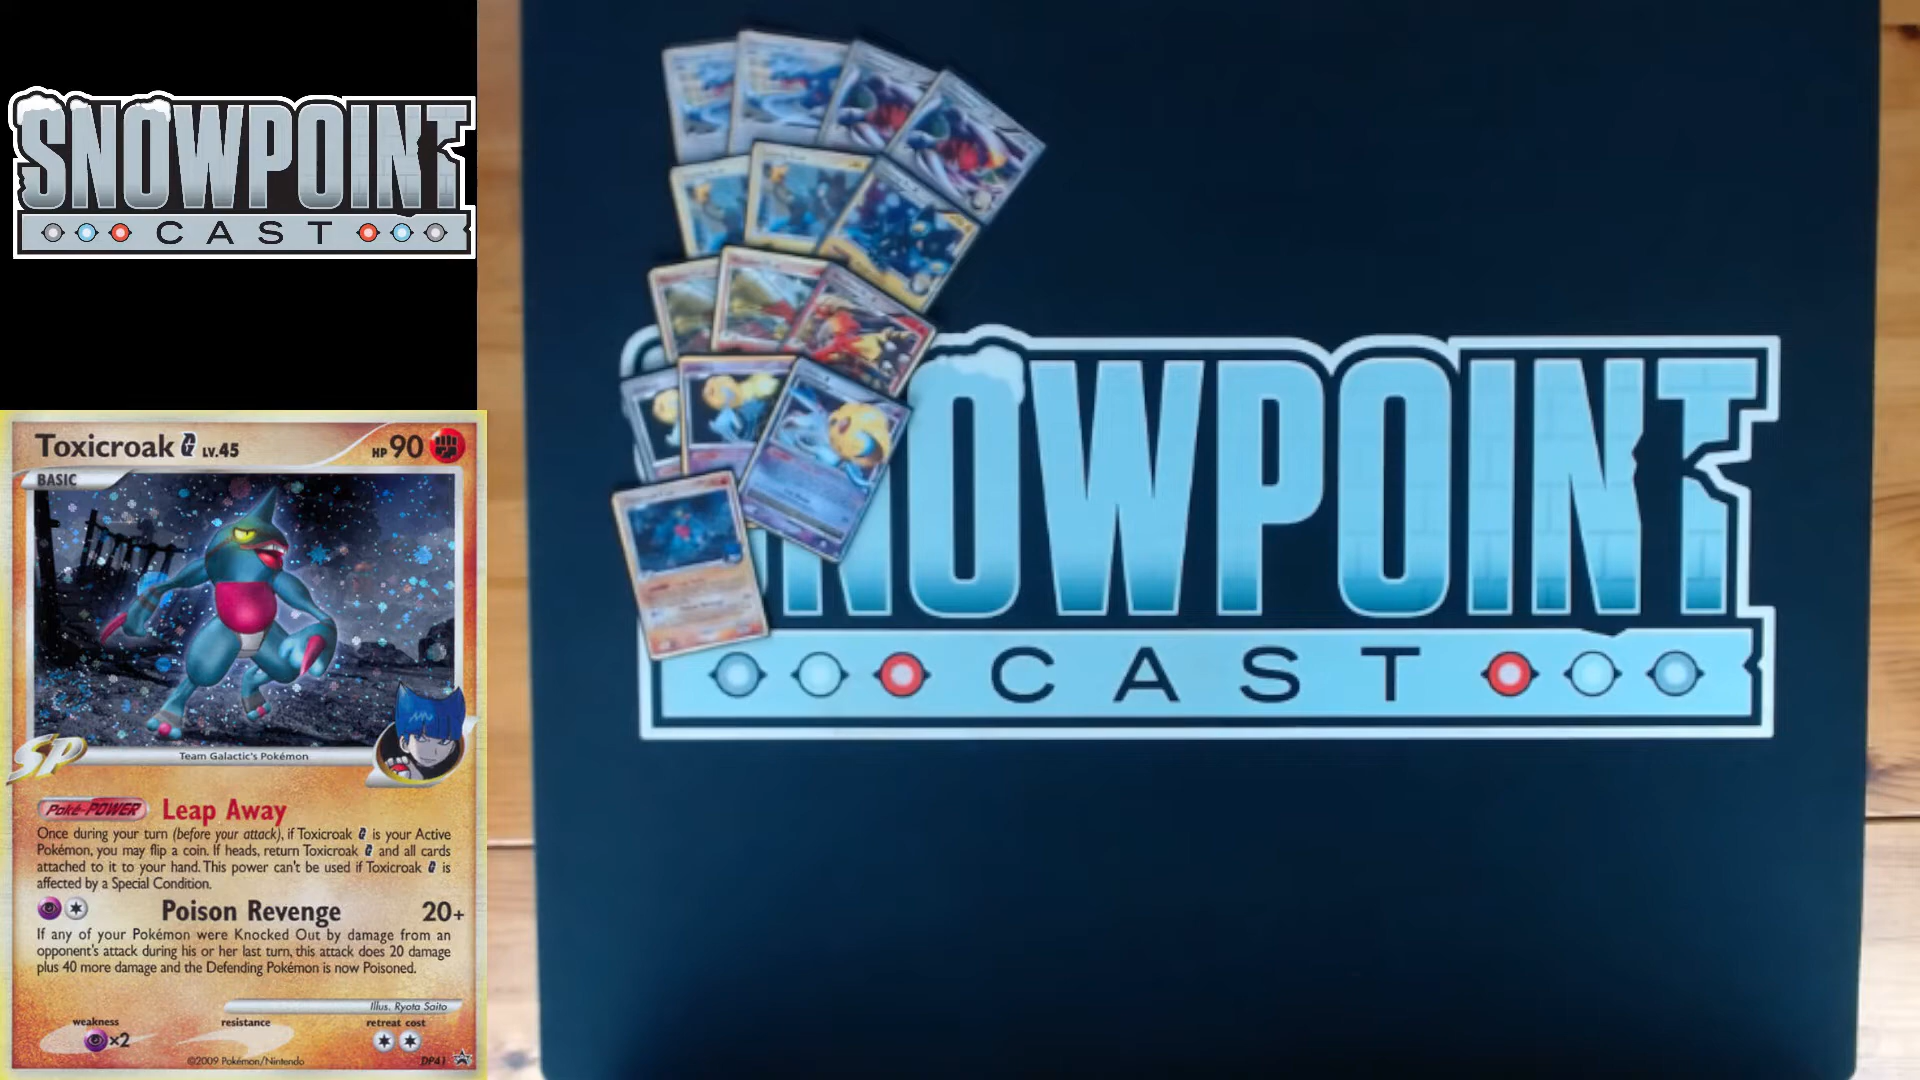 SNOWPOINT
CAST
Toxicroak G LV.45
HP 90
BASIC
SP
Team Galactic's Pokémon
Poké-POWER Leap Away
Once during your turn (before your attack), if Toxicroak G is your Active
Pokémon, you may flip a coin. If heads, return Toxicroak G and all cards
attached to it to your hand. This power can't be used if Toxicroak G is
affected by a Special Condition.
Poison Revenge 20+
If any of your Pokémon were Knocked Out by damage from an
opponent's attack during his or her last turn, this attack does 20 damage
plus 40 more damage and the Defending Pokémon is now Poisoned.
Illus. Ryota Saito
weakness resistance retreat cost
×2
©2009 Pokémon/Nintendo DP41
SNOWPOINT
CAST